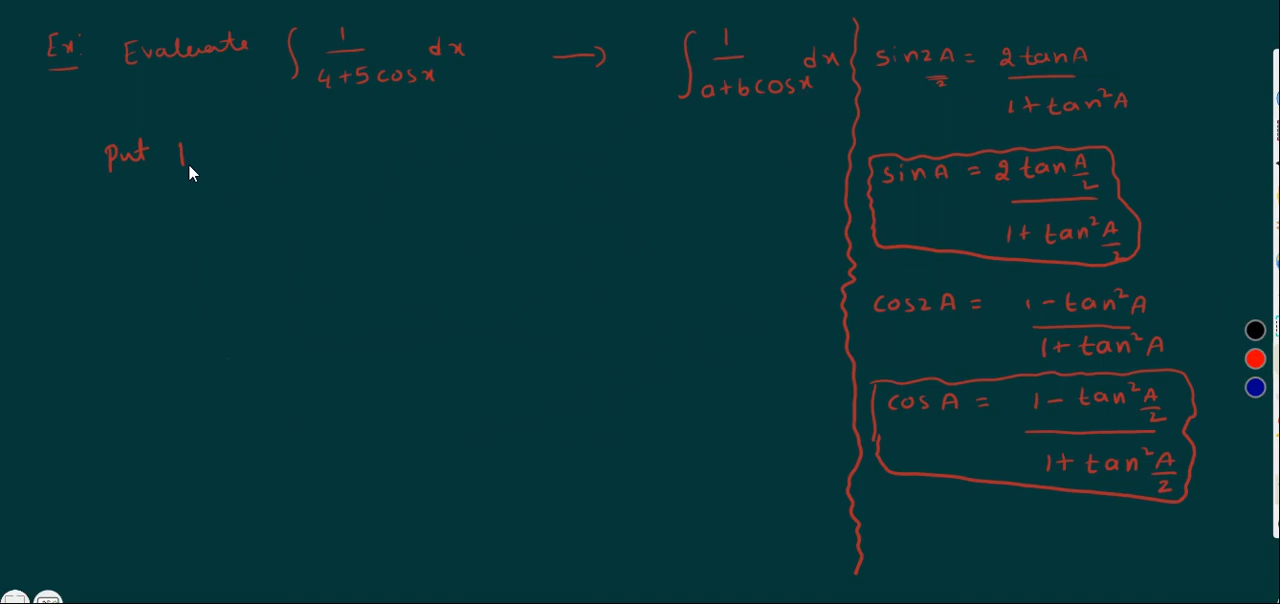 Ex: Evaluate ∫ 1/(4+5cosx) dx → ∫ 1/(a+bcosx) dx
Put
sin2A = 2tanA/(1+tan²A)
sinA = 2tan A/2 / (1+tan² A/2)
cos2A = (1-tan²A)/(1+tan²A)
cosA = (1-tan² A/2)/(1+tan² A/2)